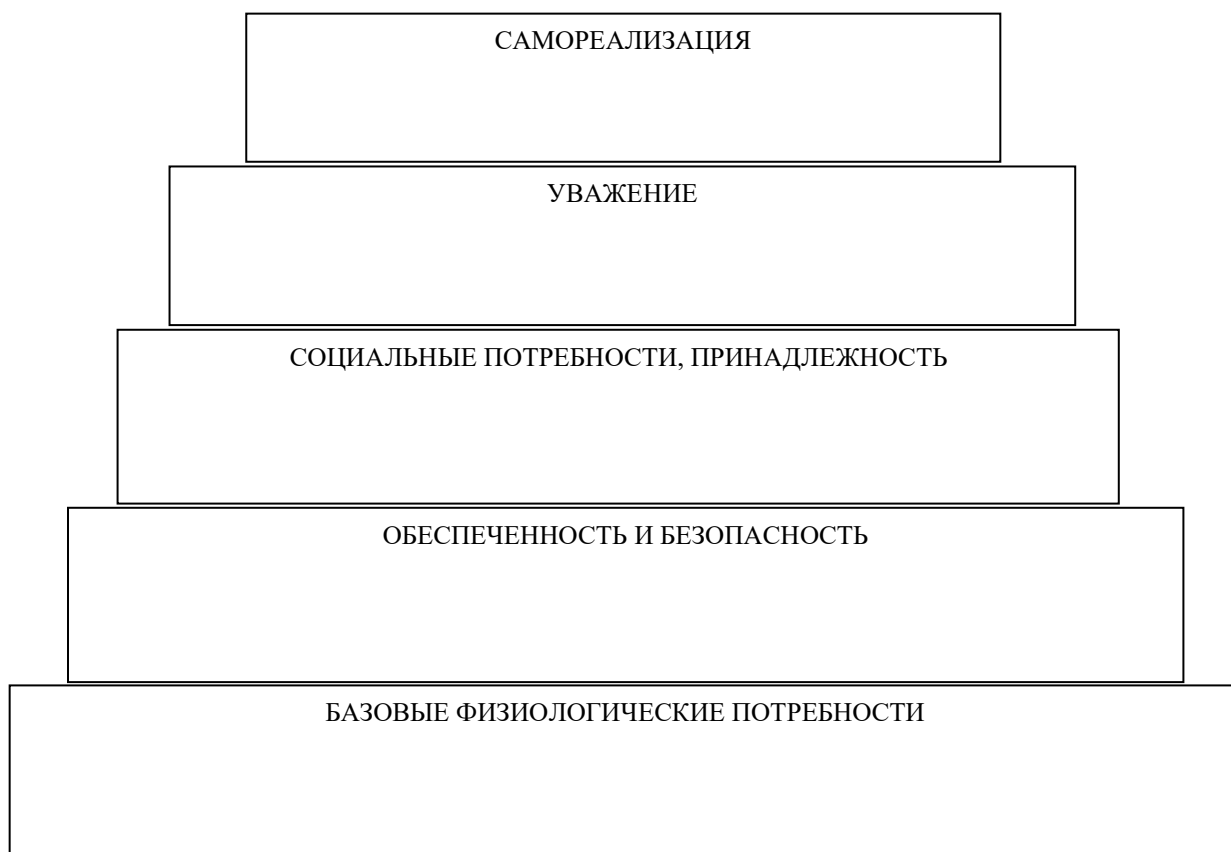 САМОРЕАЛИЗАЦИЯ
УВАЖЕНИЕ
СОЦИАЛЬНЫЕ ПОТРЕБНОСТИ, ПРИНАДЛЕЖНОСТЬ
ОБЕСПЕЧЕННОСТЬ И БЕЗОПАСНОСТЬ
БАЗОВЫЕ ФИЗИОЛОГИЧЕСКИЕ ПОТРЕБНОСТИ